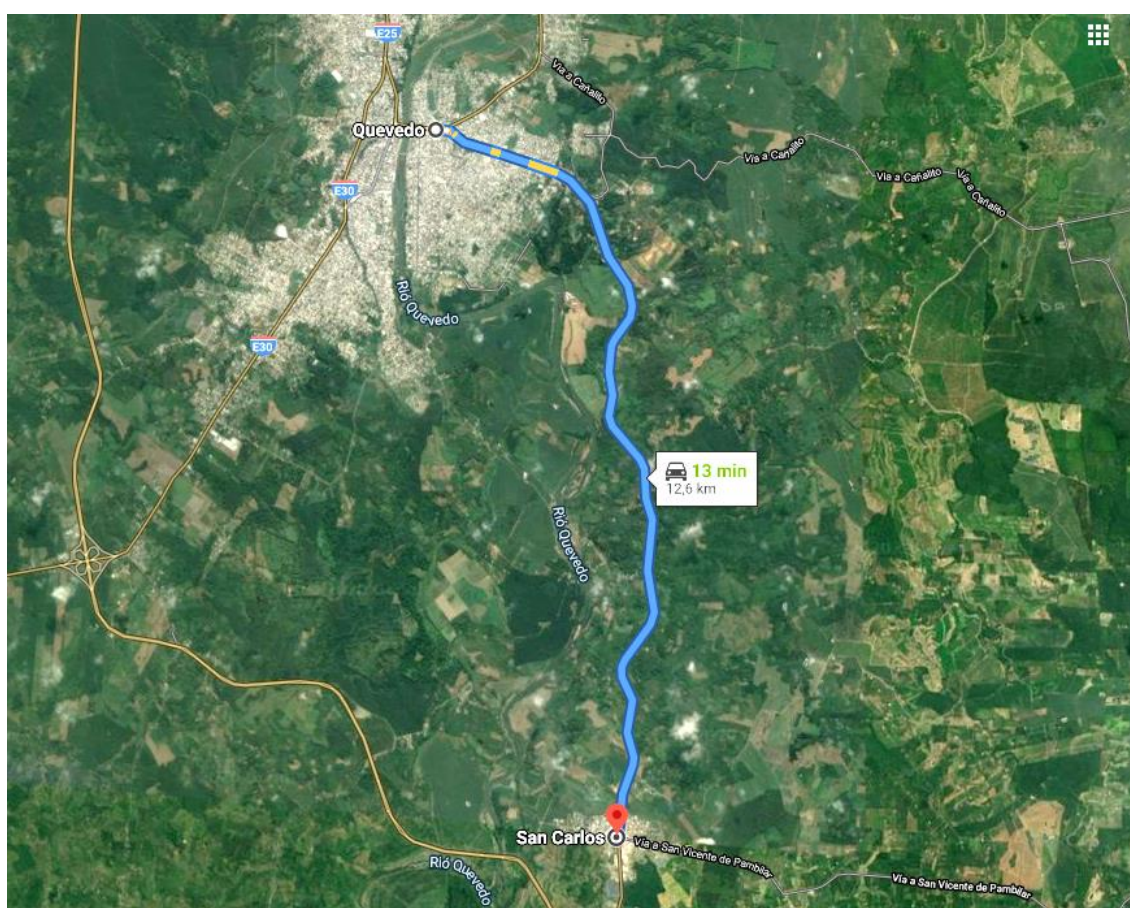 E25
Vía a Cañalito
Quevedo
Vía a Cañalito
Vía a Cañalito
Vía a Cañalito
E30
Rió Quevedo
E30
13 min
12,6 km
Rió Quevedo
San Carlos
Vía a San Vicente de Pambilar
Rió Quevedo
Vía a San Vicente de Pambilar